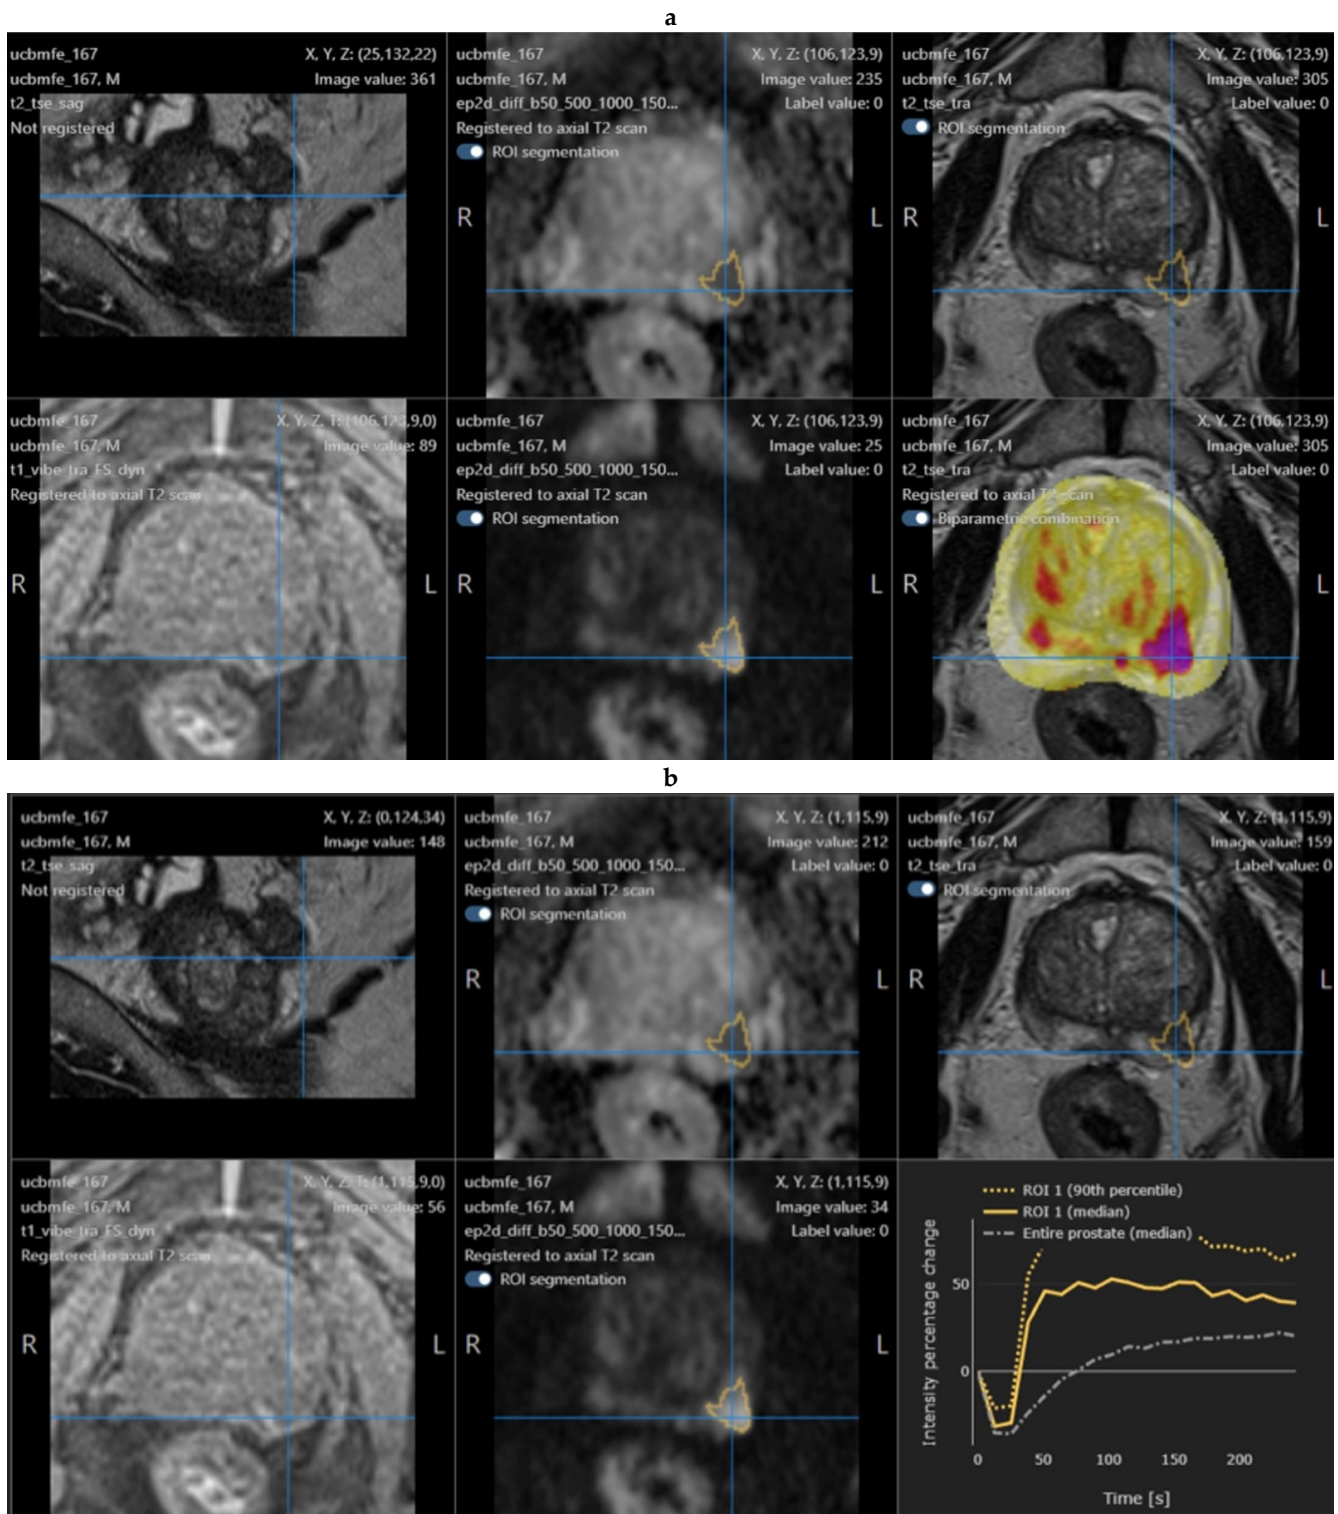 a
ucbmfe_167
X, Y, Z: (25,132,22)
ucbmfe_167, M
Image value: 361
t2_tse_sag
Not registered
ucbmfe_167
X, Y, Z: (106,123,9)
ucbmfe_167, M
Image value: 235
ep2d_diff_b50_500_1000_150...
Label value: 0
Registered to axial T2 scan
ROI segmentation
R
L
ucbmfe_167
X, Y, Z: (106,123,9)
ucbmfe_167, M
Image value: 305
t2_tse_tra
Label value: 0
ROI segmentation
R
L
ucbmfe_167
X, Y, Z, T: (106,123,9,0)
ucbmfe_167, M
Image value: 89
t1_vibe_tra_FS_dyn
Registered to axial T2 scan
R
L
ucbmfe_167
X, Y, Z: (106,123,9)
ucbmfe_167, M
Image value: 25
ep2d_diff_b50_500_1000_150...
Label value: 0
Registered to axial T2 scan
ROI segmentation
ucbmfe_167
X, Y, Z: (106,123,9)
ucbmfe_167, M
Image value: 305
t2_tse_tra
Label value: 0
Registered to axial T2 scan
Biparametric combination
R
L
b
ucbmfe_167
X, Y, Z: (0,124,34)
ucbmfe_167, M
Image value: 148
t2_tse_sag
Not registered
ucbmfe_167
X, Y, Z: (1,115,9)
ucbmfe_167, M
Image value: 212
ep2d_diff_b50_500_1000_150...
Label value: 0
Registered to axial T2 scan
ROI segmentation
R
L
ucbmfe_167
X, Y, Z: (1,115,9)
ucbmfe_167, M
Image value: 159
t2_tse_tra
Label value: 0
ROI segmentation
R
L
ucbmfe_167
X, Y, Z, T: (1,115,9,0)
ucbmfe_167, M
Image value: 56
t1_vibe_tra_FS_dyn
Registered to axial T2 scan
R
L
ucbmfe_167
X, Y, Z: (1,115,9)
ucbmfe_167, M
Image value: 34
ep2d_diff_b50_500_1000_150...
Label value: 0
Registered to axial T2 scan
ROI segmentation
ROI 1 (90th percentile)
ROI 1 (median)
Entire prostate (median)
Intensity percentage change
50
0
0 50 100 150 200
Time [s]